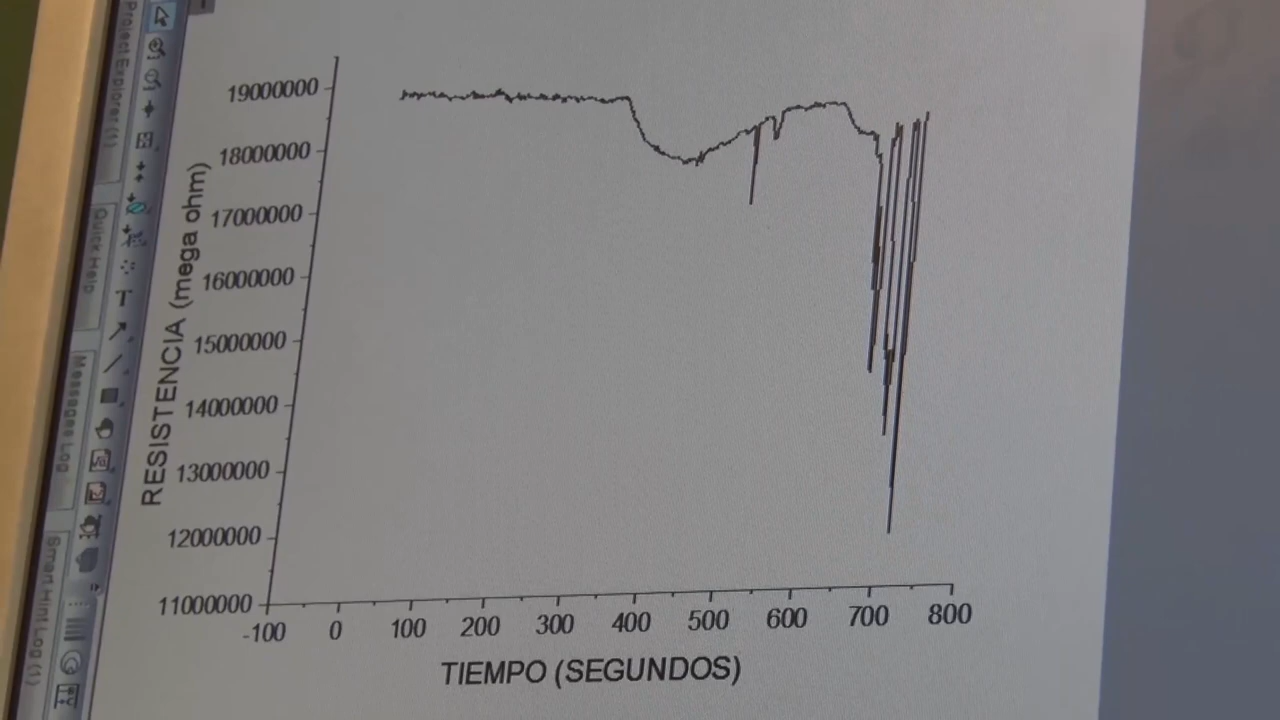 Project Explorer (1)
Quick Help
Messages Log
Smart Hint Log (1)
RESISTENCIA (mega ohm)
19000000
18000000
17000000
16000000
15000000
14000000
13000000
12000000
11000000
-100 0 100 200 300 400 500 600 700 800
TIEMPO (SEGUNDOS)